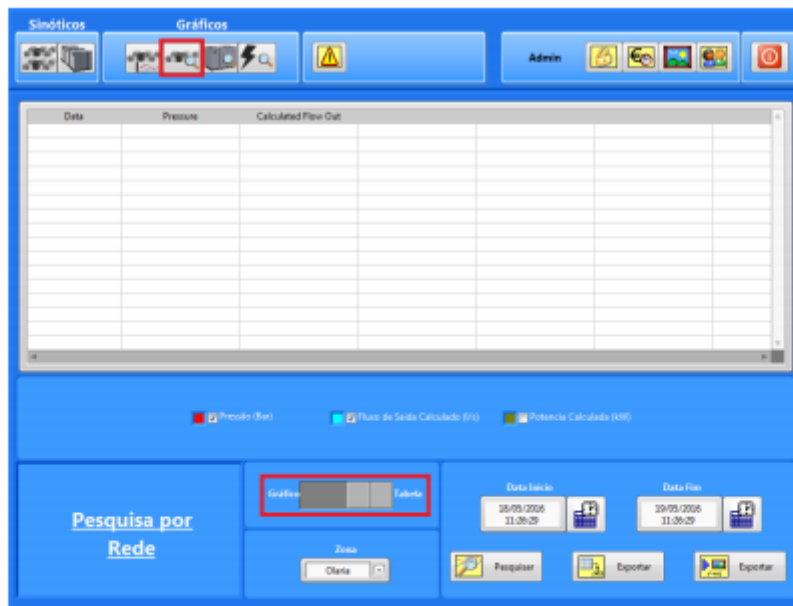 Sinóticos Gráficos
Admin
Data Pressure Calculated Flow Out
Pressão (Bar) Fluxo de Saída Calculado (l/s) Potencia Calculada (kW)
Gráfico Tabela
Data Início Data Fim
18/05/2016 19/05/2016
11:26:29 11:26:29
Pesquisa por
Rede
Zona
Olaria
Pesquisar Exportar Exportar